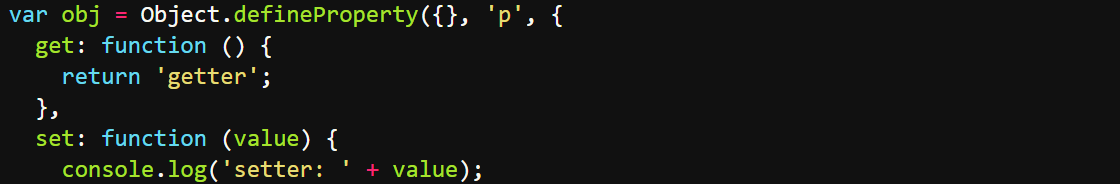 var obj = Object.defineProperty({}, 'p', {
  get: function () {
    return 'getter';
  },
  set: function (value) {
    console.log('setter: ' + value);